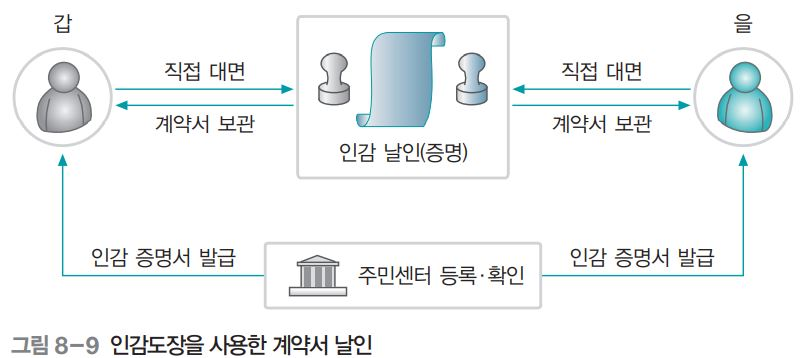 갑
을
직접 대면
직접 대면
계약서 보관
계약서 보관
인감 날인(증명)
인감 증명서 발급
주민센터 등록·확인
인감 증명서 발급
그림 8-9 인감도장을 사용한 계약서 날인